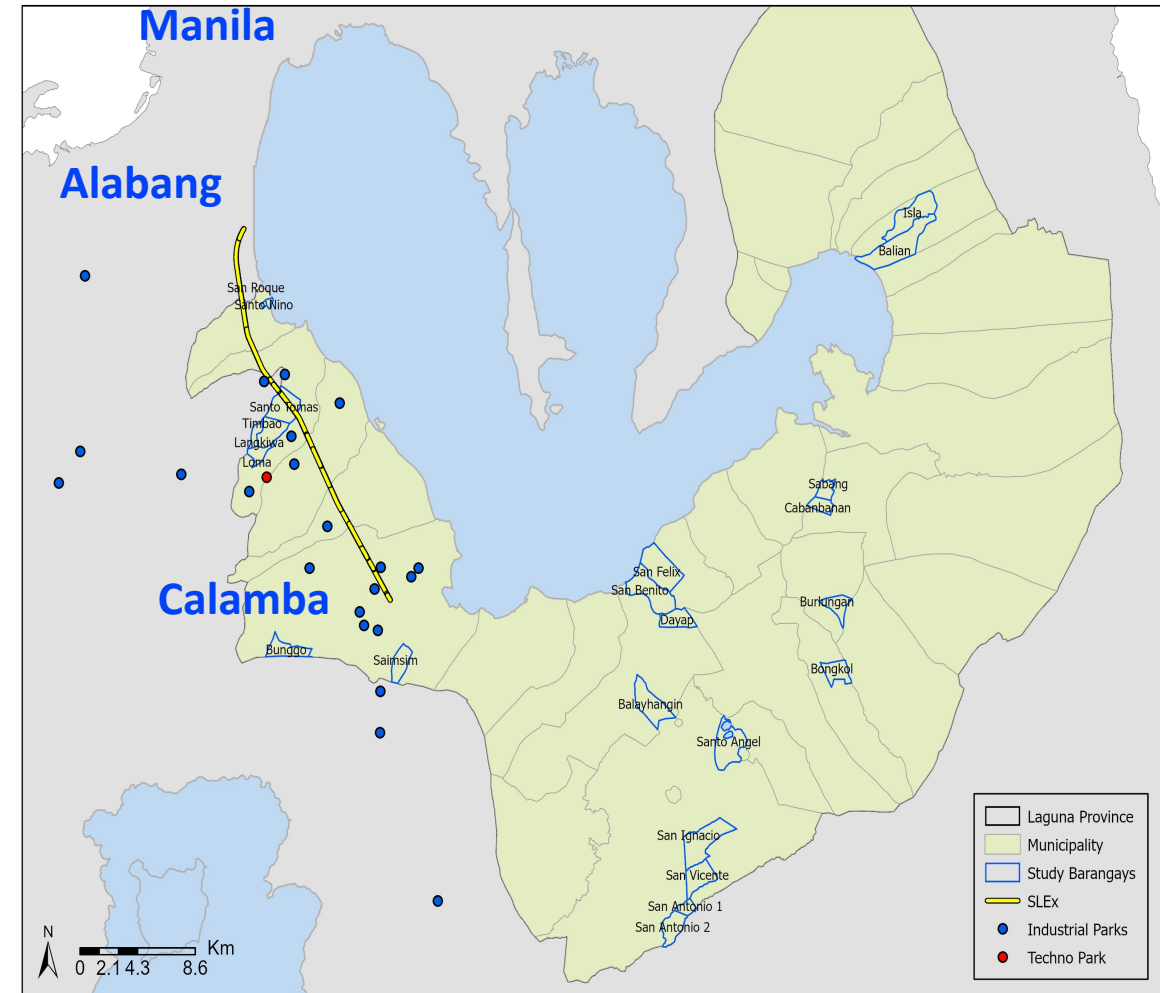 Manila
Alabang
Isla
Balian
San Roque
Santo Nino
Santo Tomas
Timbao
Langkiwa
Loma
Sabang
Cabanbanan
San Felix
San Benito
Calamba
Burlungan
Dayap
Bunggo
Saimsim
Bongkol
Balayhangin
Santo Angel
San Ignacio
San Vicente
San Antonio 1
San Antonio 2
Laguna Province
Municipality
Study Barangays
SLEx
Industrial Parks
Techno Park
N
Km
0 2.1 4.3 8.6